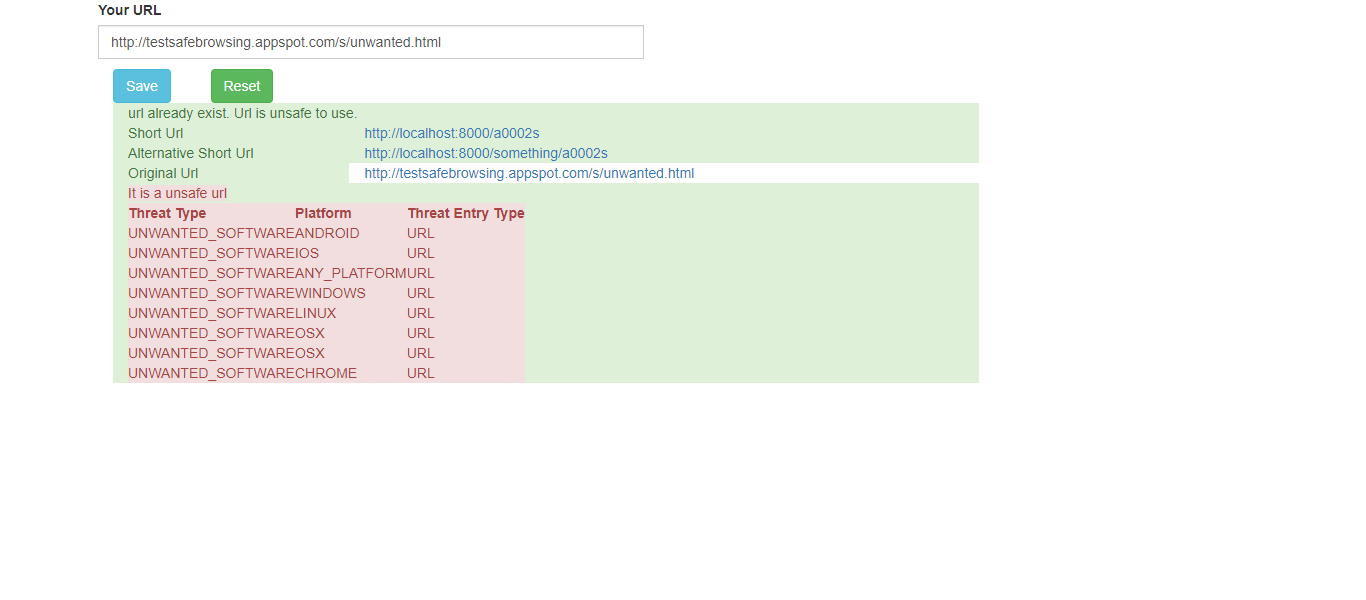 Your URL
http://testsafebrowsing.appspot.com/s/unwanted.html
Save Reset
url already exist. Url is unsafe to use.
Short Url http://localhost:8000/a0002s
Alternative Short Url http://localhost:8000/something/a0002s
Original Url http://testsafebrowsing.appspot.com/s/unwanted.html
It is a unsafe url
Threat Type Platform Threat Entry Type
UNWANTED_SOFTWARE ANDROID URL
UNWANTED_SOFTWARE IOS URL
UNWANTED_SOFTWARE ANY_PLATFORM URL
UNWANTED_SOFTWARE WINDOWS URL
UNWANTED_SOFTWARE LINUX URL
UNWANTED_SOFTWARE OSX URL
UNWANTED_SOFTWARE OSX URL
UNWANTED_SOFTWARE CHROME URL